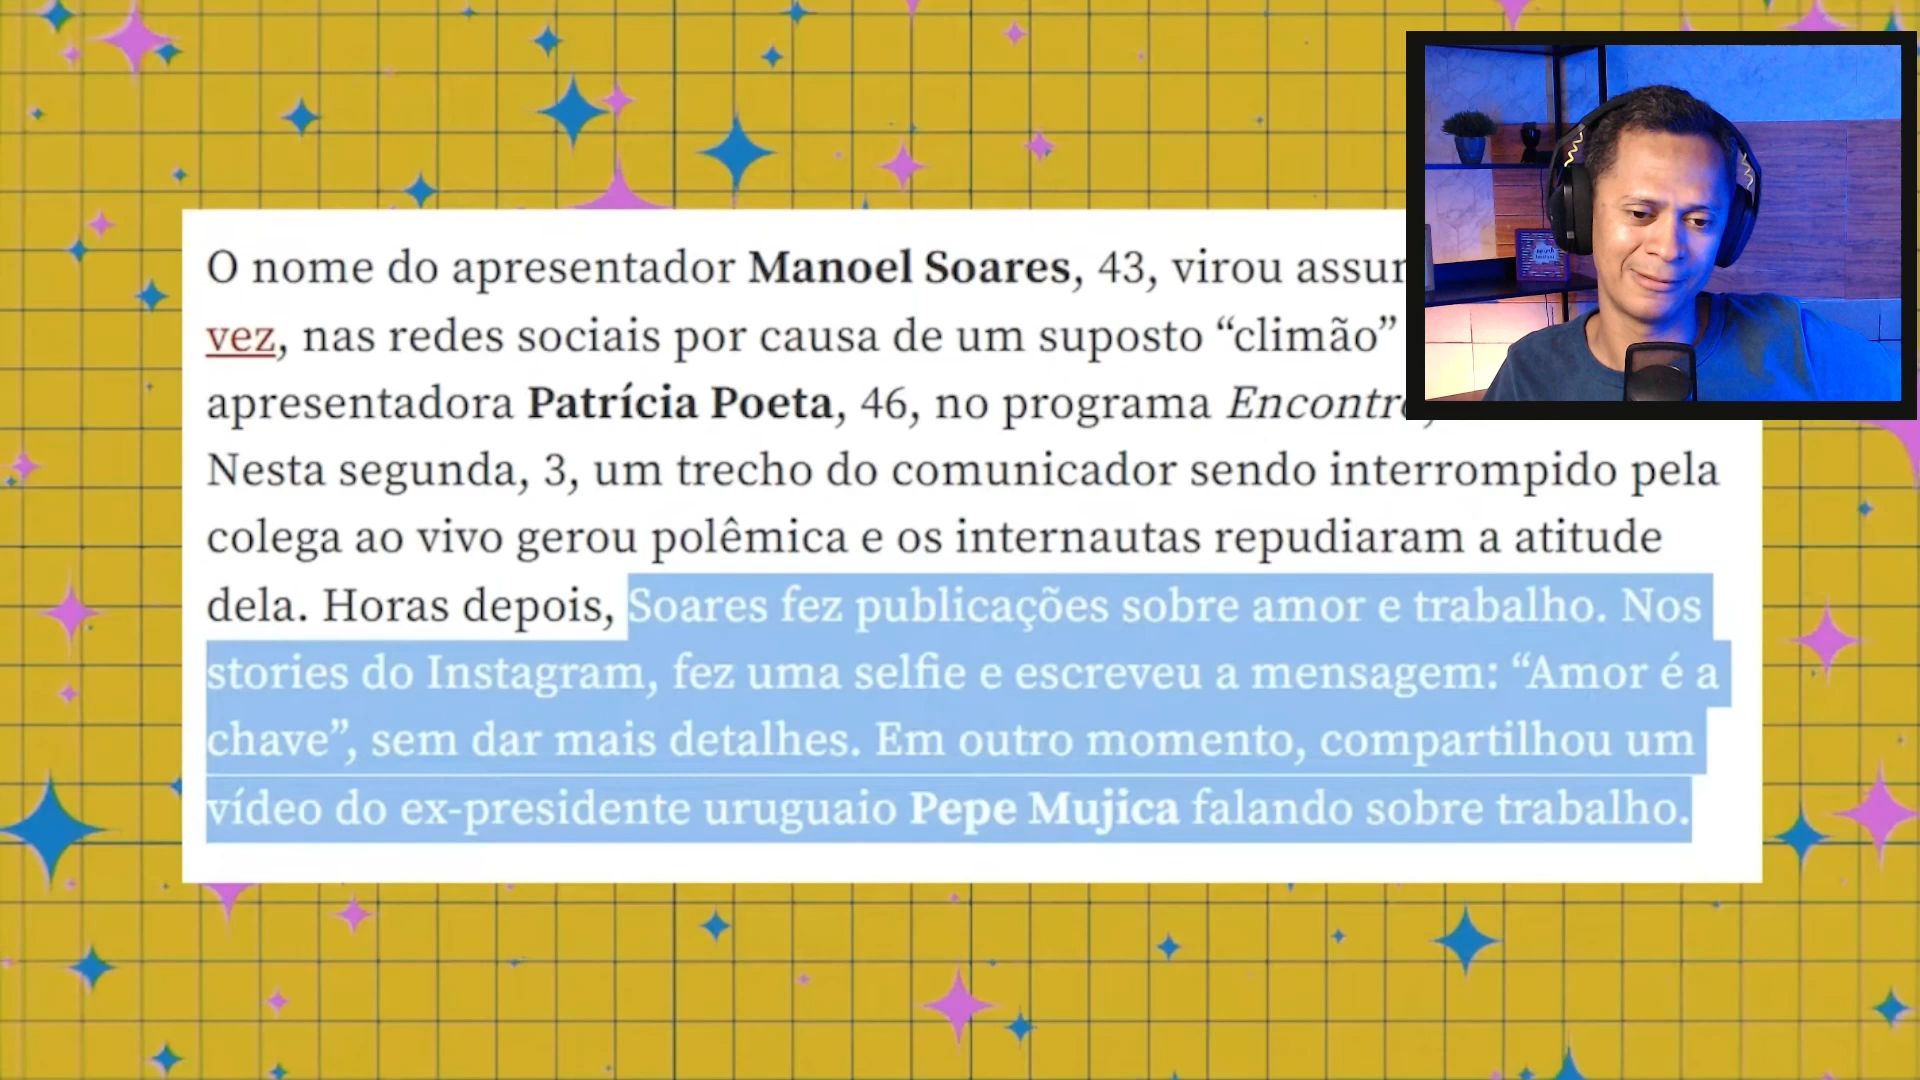 O nome do apresentador Manoel Soares, 43, virou
vez, nas redes sociais por causa de um suposto “climão”
apresentadora Patrícia Poeta, 46, no programa
Nesta segunda, 3, um trecho do comunicador sendo interrompido pela
colega ao vivo gerou polêmica e os internautas repudiaram a atitude
dela. Horas depois, Soares fez publicações sobre amor e trabalho. Nos
stories do Instagram, fez uma selfie e escreveu a mensagem: “Amor é a
chave”, sem dar mais detalhes. Em outro momento, compartilhou um
vídeo do ex-presidente uruguaio Pepe Mujica falando sobre trabalho.